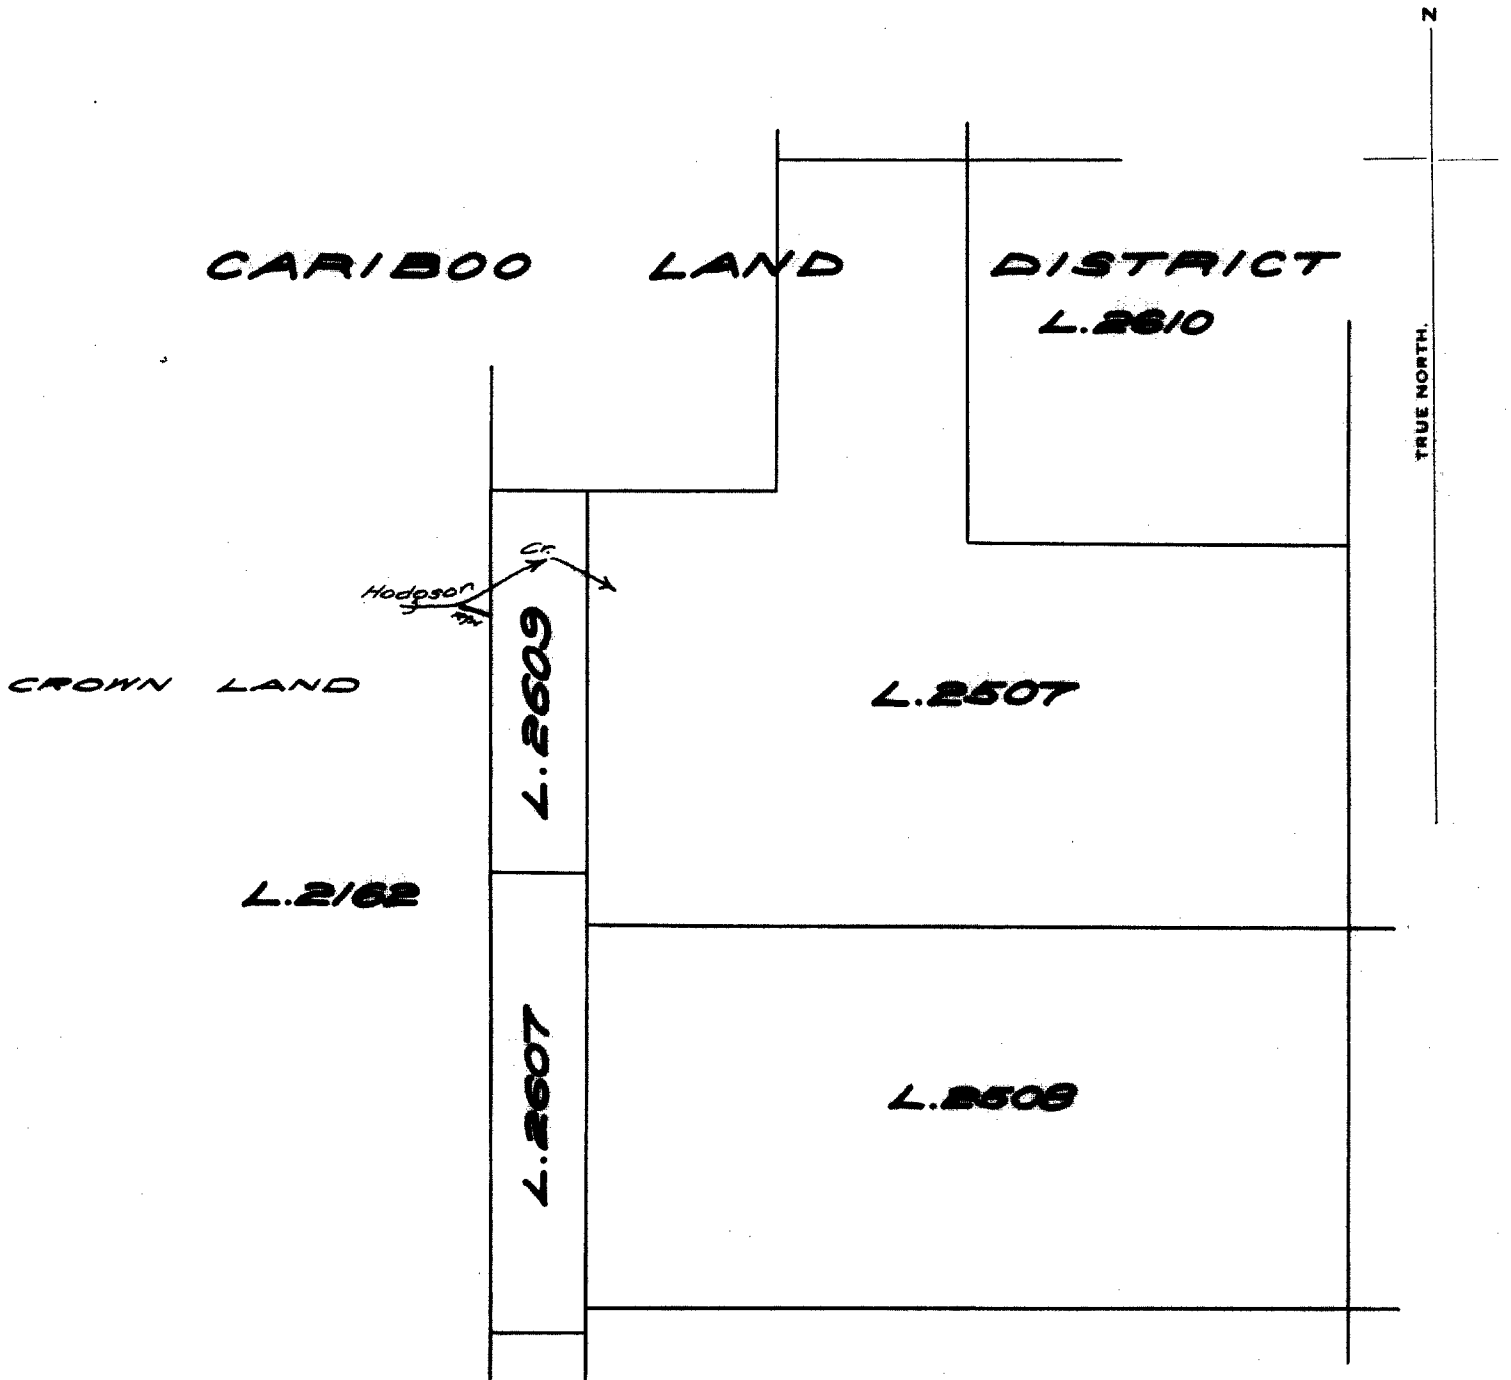 N
CARIBOO LAND DISTRICT
L.2610
TRUE NORTH.
Cr.
Hodgson
L.2609
CROWN LAND
L.2507
L.2162
L.2607
L.2508